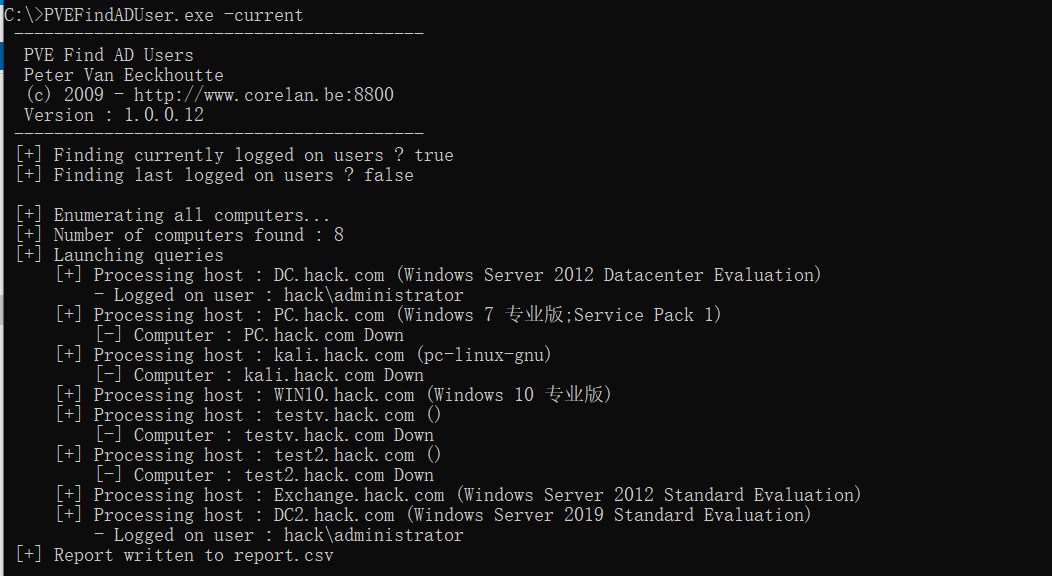 C:\>PVEFindADUser.exe -current
-----------------------------------------
PVE Find AD Users
Peter Van Eeckhoutte
(c) 2009 - http://www.corelan.be:8800
Version : 1.0.0.12
-----------------------------------------
[+] Finding currently logged on users ? true
[+] Finding last logged on users ? false
[+] Enumerating all computers...
[+] Number of computers found : 8
[+] Launching queries
[+] Processing host : DC.hack.com (Windows Server 2012 Datacenter Evaluation)
- Logged on user : hack\administrator
[+] Processing host : PC.hack.com (Windows 7 专业版;Service Pack 1)
[-] Computer : PC.hack.com Down
[+] Processing host : kali.hack.com (pc-linux-gnu)
[-] Computer : kali.hack.com Down
[+] Processing host : WIN10.hack.com (Windows 10 专业版)
[+] Processing host : testv.hack.com ()
[-] Computer : testv.hack.com Down
[+] Processing host : test2.hack.com ()
[-] Computer : test2.hack.com Down
[+] Processing host : Exchange.hack.com (Windows Server 2012 Standard Evaluation)
[+] Processing host : DC2.hack.com (Windows Server 2019 Standard Evaluation)
- Logged on user : hack\administrator
[+] Report written to report.csv